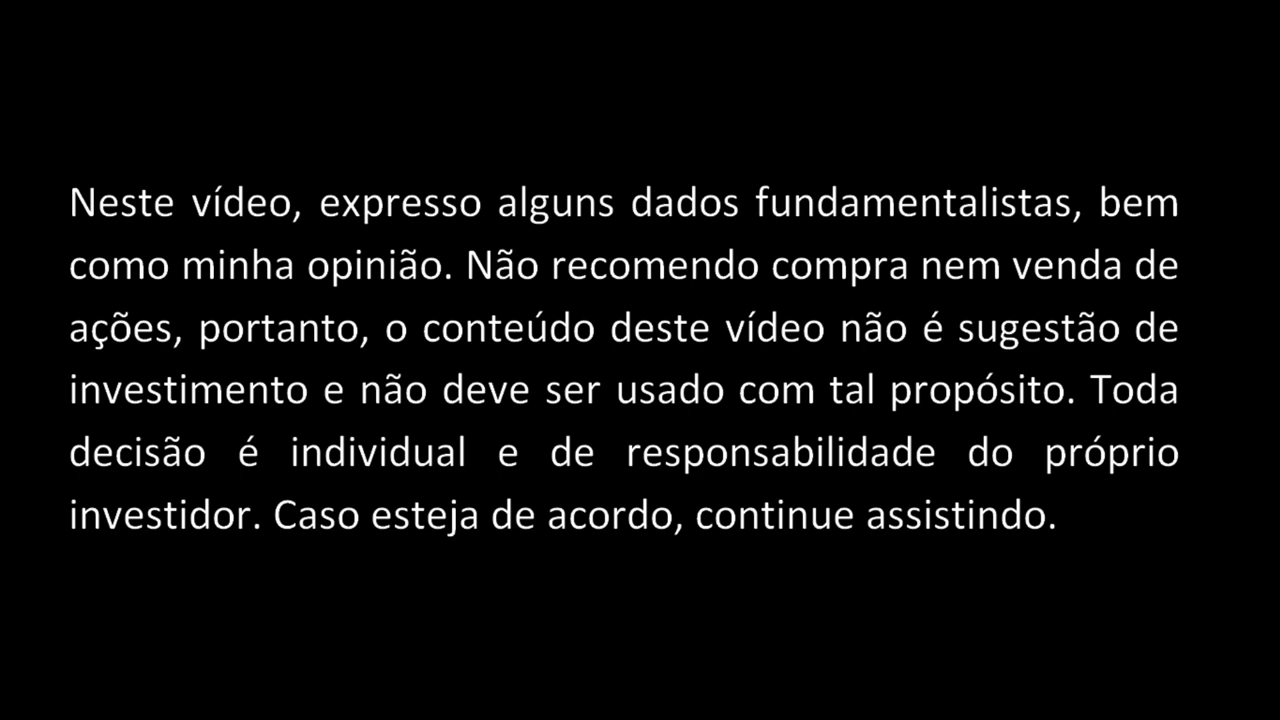 Neste vídeo, expresso alguns dados fundamentalistas, bem
como minha opinião. Não recomendo compra nem venda de
ações, portanto, o conteúdo deste vídeo não é sugestão de
investimento e não deve ser usado com tal propósito. Toda
decisão é individual e de responsabilidade do próprio
investidor. Caso esteja de acordo, continue assistindo.